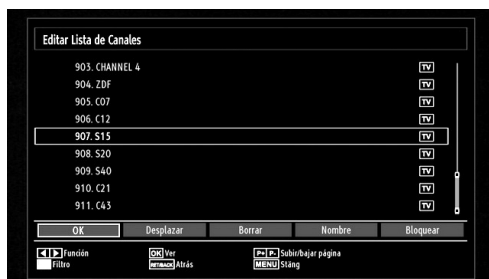 Editar Lista de Canales
903. CHANNEL 4 TV
904. ZDF TV
905. C07 TV
906. C12 TV
907. S15 TV
908. S20 TV
909. S40 TV
910. C21 TV
911. C43 TV
OK Desplazar Borrar Nombre Bloquear
Función OK Ver P+ P- Subir/bajar página
Filtro RET/BACK Atrás MENU Stäng